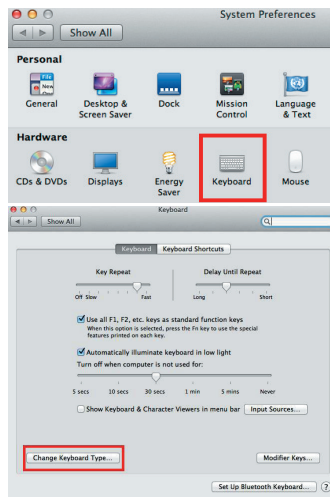 System Preferences
Show All
Personal
File
New
General
Desktop &
Screen Saver
Dock
Mission
Control
Language
& Text
Hardware
CDs & DVDs
Displays
Energy
Saver
Keyboard
Mouse
Keyboard
Show All
Keyboard Keyboard Shortcuts
Key Repeat Delay Until Repeat
Off Slow Fast Long Short
Use all F1, F2, etc. keys as standard function keys
When this option is selected, press the Fn key to use the special
features printed on each key.
Automatically illuminate keyboard in low light
Turn off when computer is not used for:
5 secs 10 secs 30 secs 1 min 5 mins Never
Show Keyboard & Character Viewers in menu bar Input Sources...
Change Keyboard Type... Modifier Keys...
Set Up Bluetooth Keyboard... ?